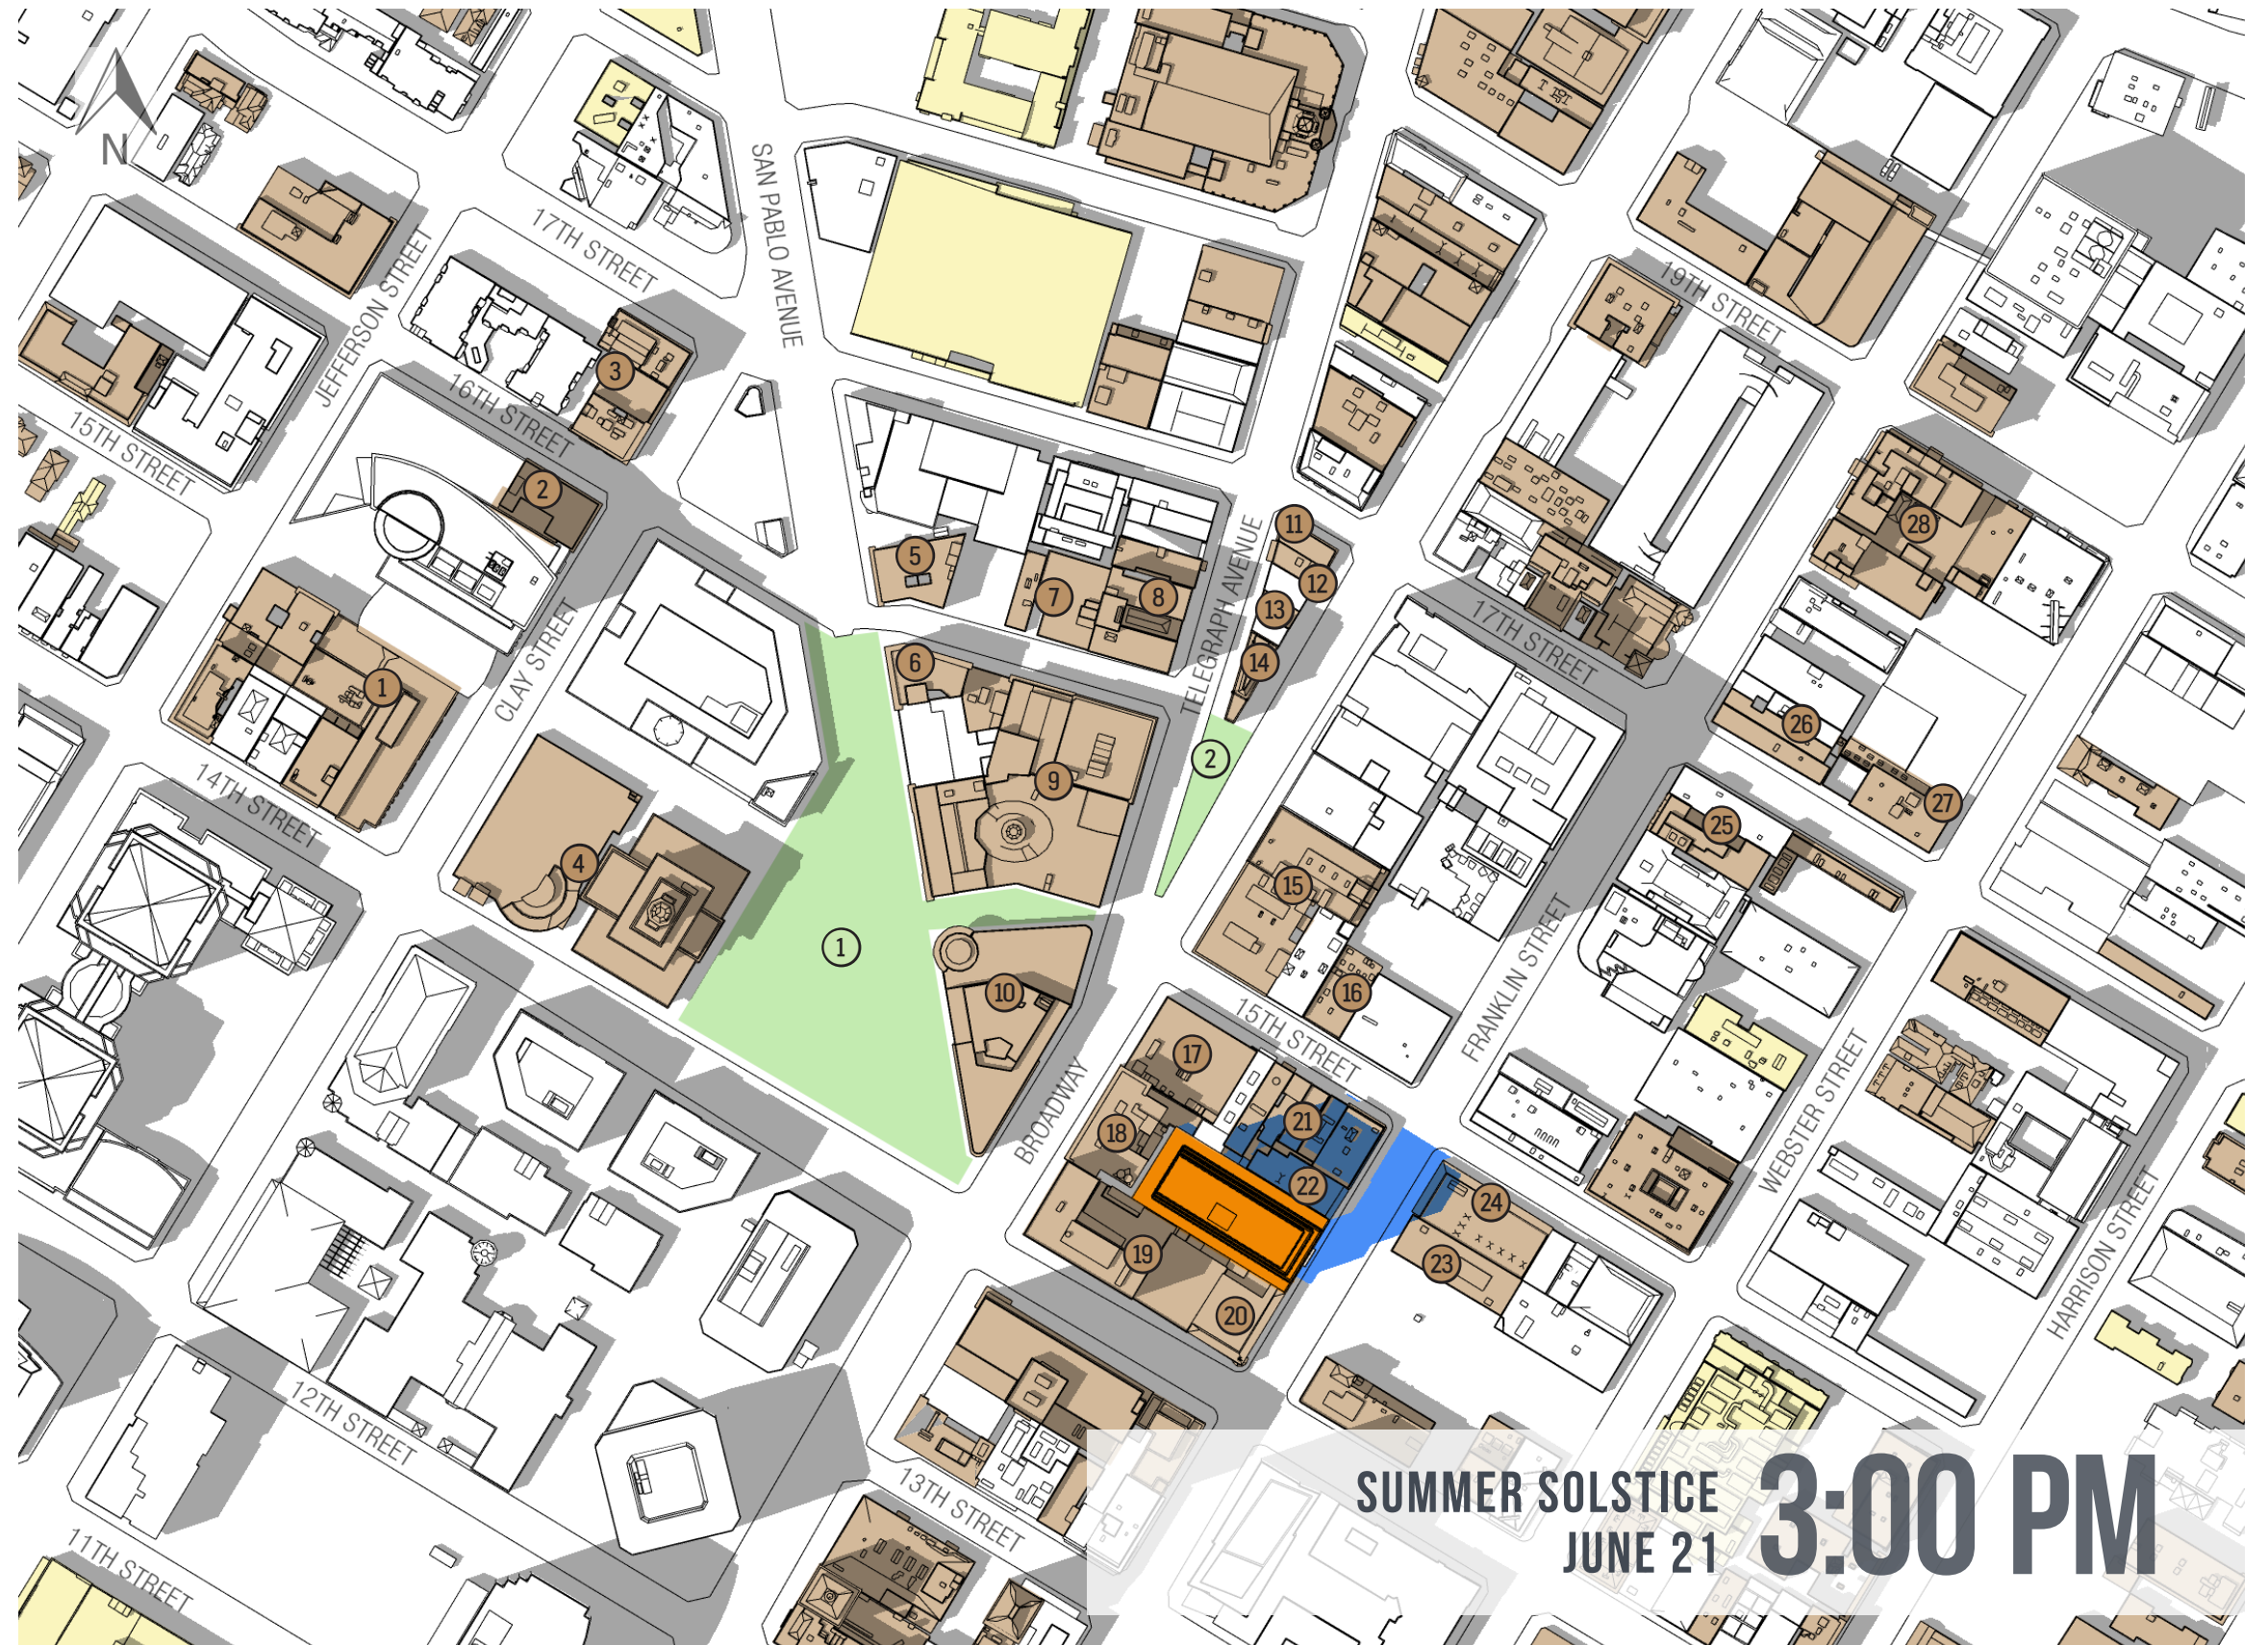 N
JEFFERSON STREET
17TH STREET
SAN PABLO AVENUE
19TH STREET
15TH STREET
16TH STREET
3
2
5
7
8
TELEGRAPH AVENUE
11
12
13
14
28
17TH STREET
1
CLAY STREET
6
26
14TH STREET
9
2
27
4
25
15
1
10
16
FRANKLIN STREET
15TH STREET
17
BROADWAY
18
21
WEBSTER STREET
22
24
19
23
20
HARRISON STREET
12TH STREET
13TH STREET
11TH STREET
SUMMER SOLSTICE
JUNE 21
3:00 PM